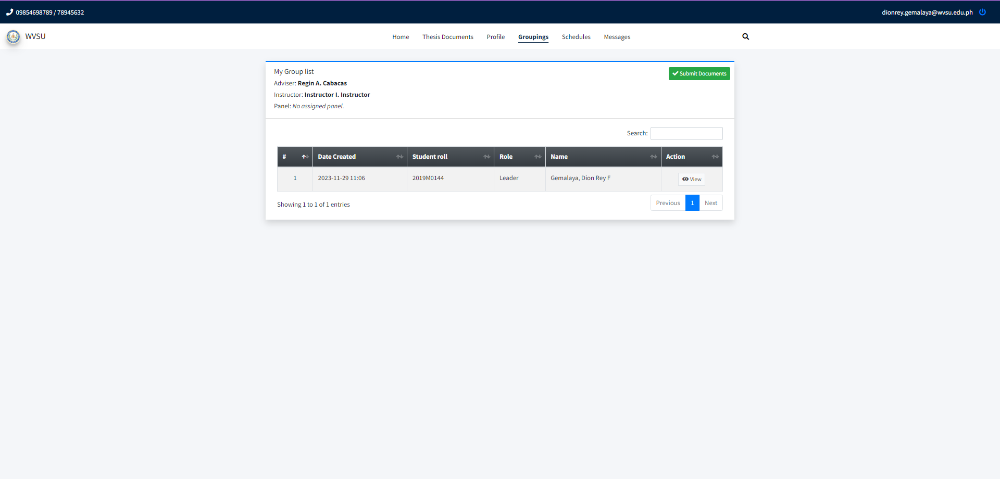 09854698789 / 78945632
dionrey.gemalaya@wvsu.edu.ph
WVSU
Home Thesis Documents Profile Groupings Schedules Messages
My Group list
Submit Documents
Adviser: Regin A. Cabacas
Instructor: Instructor I. Instructor
Panel: No assigned panel.
Search:
# Date Created Student roll Role Name Action
1 2023-11-29 11:06 2019M0144 Leader Gemalaya, Dion Rey F View
Showing 1 to 1 of 1 entries
Previous 1 Next